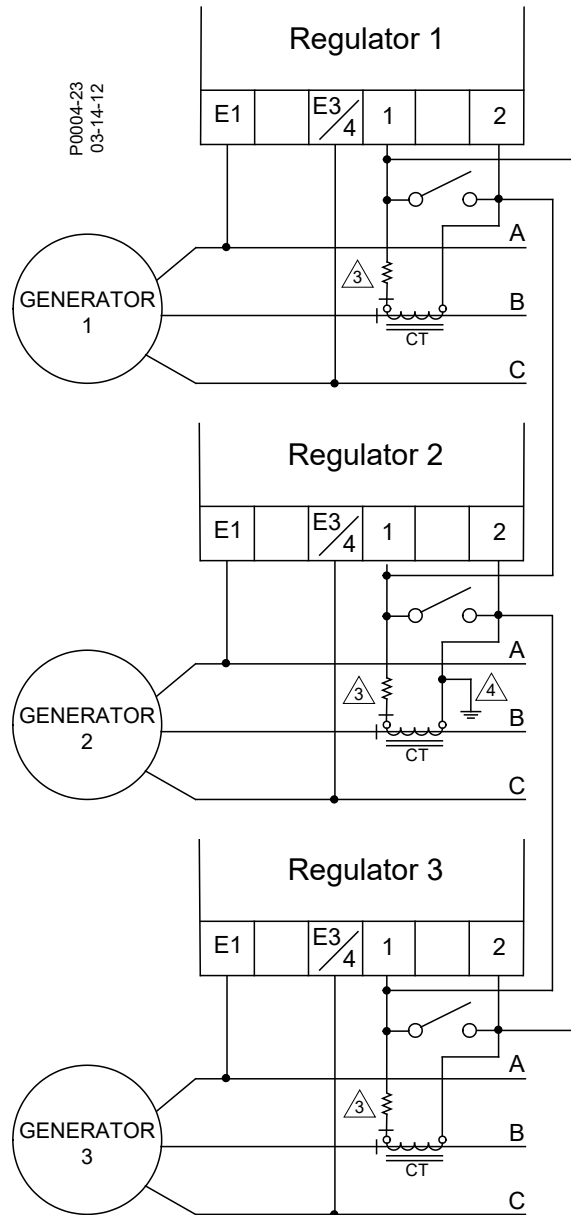 P0004-23
03-14-12
Regulator 1
E1 E3/4 1 2
A
3
GENERATOR
1
B
CT
C
Regulator 2
E1 E3/4 1 2
A
3 4
GENERATOR
2
B
CT
C
Regulator 3
E1 E3/4 1 2
A
3
GENERATOR
3
B
CT
C